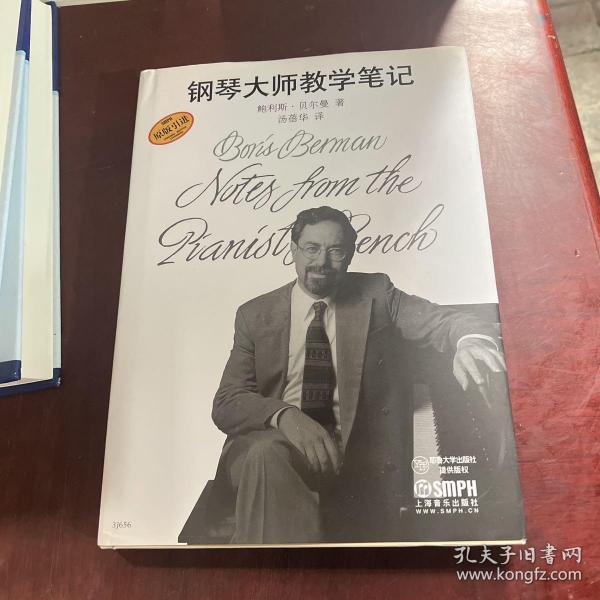 钢琴大师教学笔记
鲍利斯·贝尔曼 著
汤蓓华 译
SMPH
原版引进
Boris Berman
Notes from the
Pianist's Bench
耶鲁大学出版社
提供版权
SMPH
上海音乐出版社
WWW.SMPH.CN
3J656
孔夫子旧书网
www.kongfz.com